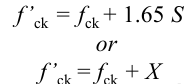 f'ck = fck + 1.65 S
or
f'ck = fck + X